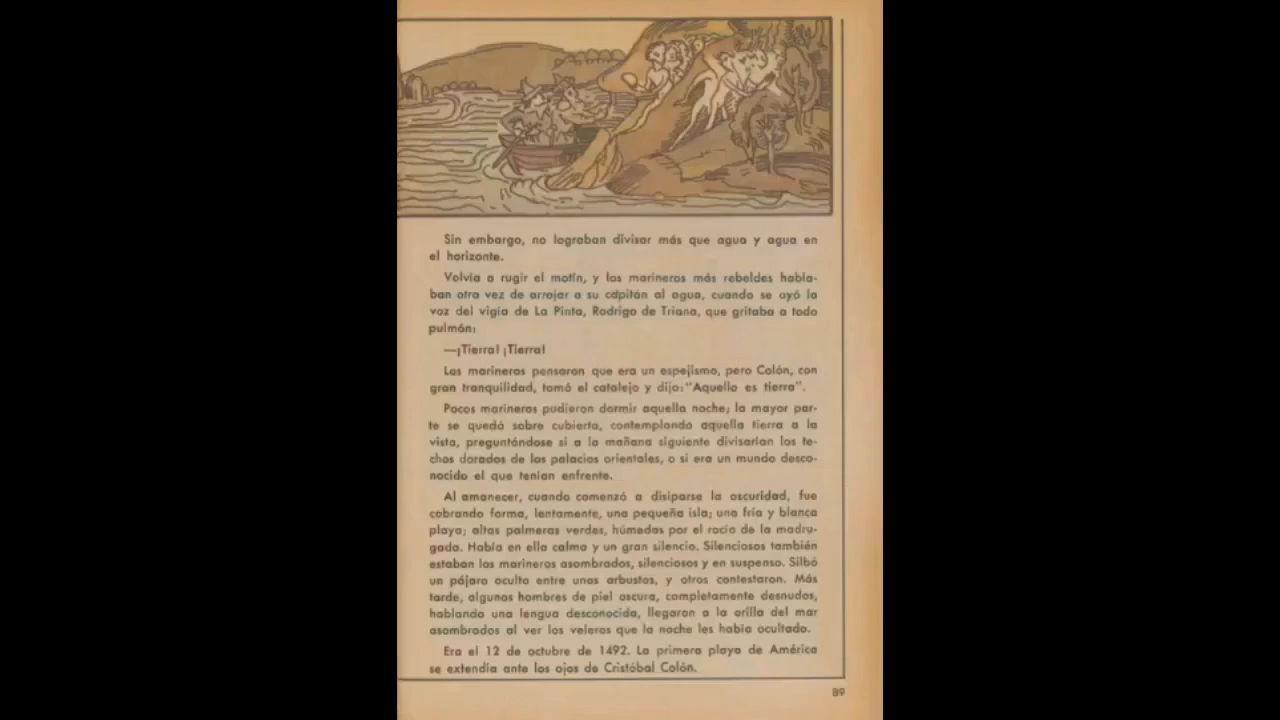 Sin embargo, no lograban divisar más que agua y agua en
el horizonte.
Volvía a rugir el motín, y los marineros más rebeldes habla-
ban otra vez de arrojar a su capitán al agua, cuando se oyó la
voz del vigía de La Pinta, Rodrigo de Triana, que gritaba a todo
pulmón:
—¡Tierra! ¡Tierra!
Los marineros pensaron que era un espejismo, pero Colón, con
gran tranquilidad, tomó el catalejo y dijo: "Aquello es tierra".
Pocos marineros pudieron dormir aquella noche; la mayor par-
te se quedó sobre cubierta, contemplando aquella tierra a la
vista, preguntándose si a la mañana siguiente divisarían los te-
chos dorados de los palacios orientales, o si era un mundo desco-
nocido el que tenían enfrente.
Al amanecer, cuando comenzó a disiparse la oscuridad, fue
cobrando forma, lentamente, una pequeña isla; una fría y blanca
playa; altas palmeras verdes, húmedas por el rocío de la madru-
gada. Había en ella calma y un gran silencio. Silenciosos también
estaban los marineros asombrados, silenciosos y en suspenso. Silbó
un pájaro oculto entre unos arbustos, y otros contestaron. Más
tarde, algunos hombres de piel oscura, completamente desnudos,
hablando una lengua desconocida, llegaron a la orilla del mar
asombrados al ver los veleros que la noche les había ocultado.
Era el 12 de octubre de 1492. La primera playa de América
se extendía ante los ojos de Cristóbal Colón.
89